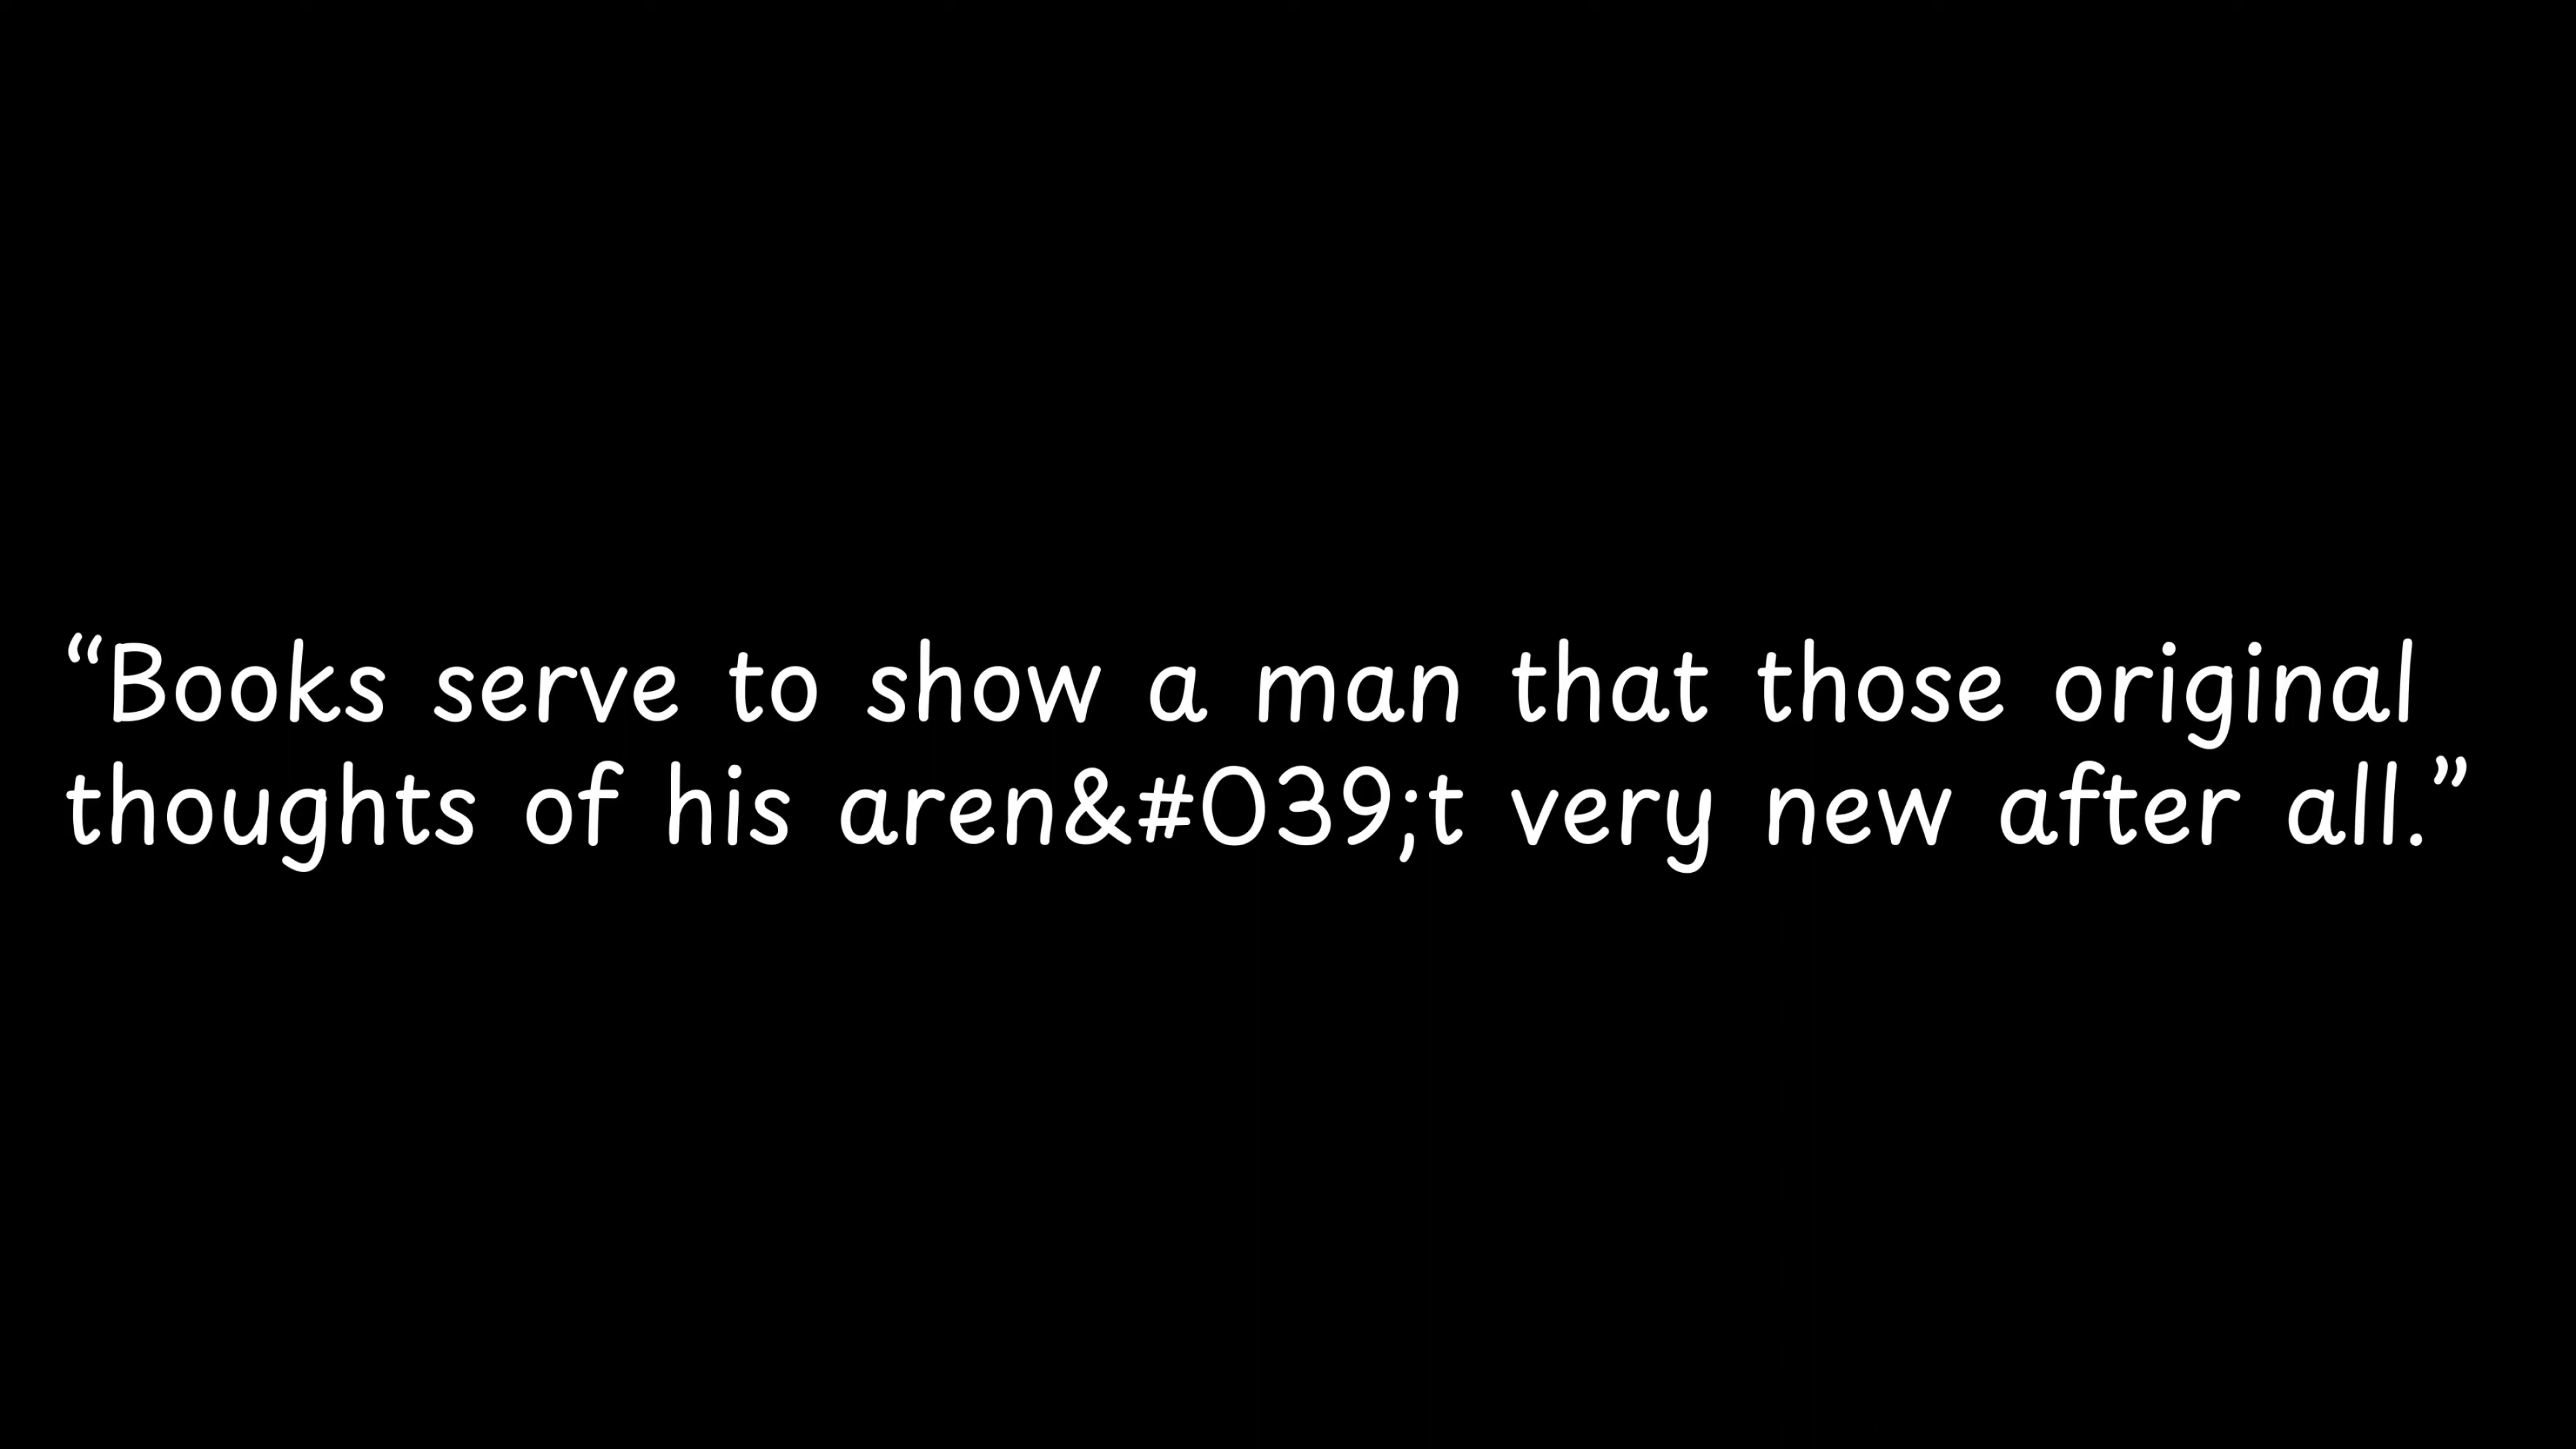 “Books serve to show a man that those original
thoughts of his aren&#039;t very new after all.”